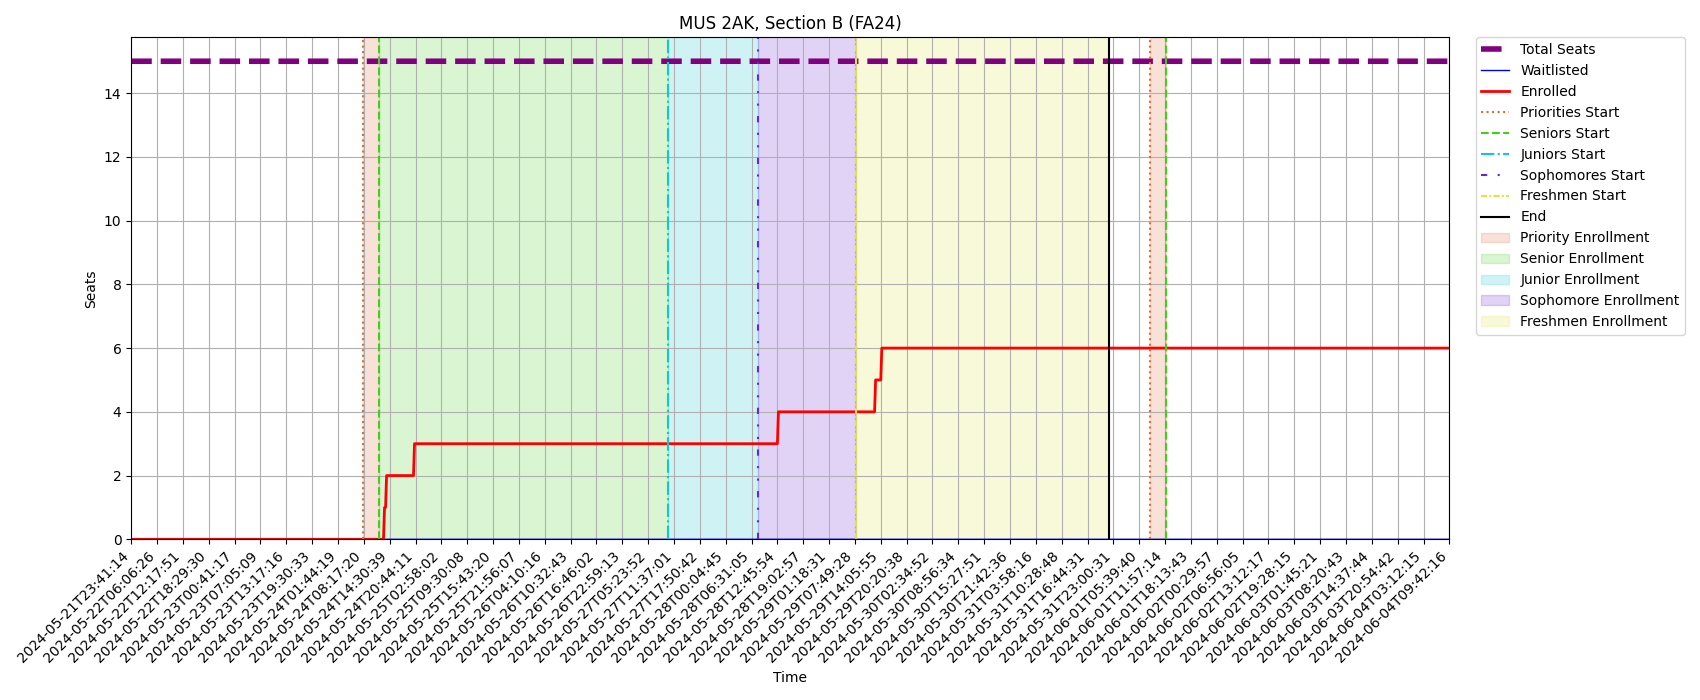 MUS 2AK, Section B (FA24)
Total Seats
Waitlisted
Enrolled
Priorities Start
Seniors Start
Juniors Start
Sophomores Start
Freshmen Start
End
Priority Enrollment
Senior Enrollment
Junior Enrollment
Sophomore Enrollment
Freshmen Enrollment
Seats
14
12
10
8
6
4
2
0
2024-05-21T23:41:14
2024-05-22T06:06:26
2024-05-22T12:17:51
2024-05-22T18:29:30
2024-05-23T00:41:17
2024-05-23T07:05:09
2024-05-23T13:17:16
2024-05-23T19:30:33
2024-05-24T01:44:19
2024-05-24T08:17:20
2024-05-24T14:30:39
2024-05-24T20:44:11
2024-05-25T02:58:02
2024-05-25T09:30:08
2024-05-25T15:43:20
2024-05-25T21:56:07
2024-05-26T04:10:16
2024-05-26T10:32:43
2024-05-26T16:46:02
2024-05-26T22:59:13
2024-05-27T05:23:52
2024-05-27T11:37:01
2024-05-27T17:50:42
2024-05-28T00:04:45
2024-05-28T06:31:05
2024-05-28T12:45:54
2024-05-28T19:02:57
2024-05-29T01:18:31
2024-05-29T07:49:28
2024-05-29T14:05:55
2024-05-29T20:20:38
2024-05-30T02:34:52
2024-05-30T08:56:34
2024-05-30T15:27:51
2024-05-30T21:42:36
2024-05-31T03:58:16
2024-05-31T10:28:48
2024-05-31T16:44:31
2024-05-31T23:00:31
2024-06-01T05:39:40
2024-06-01T11:57:14
2024-06-01T18:13:43
2024-06-02T00:29:57
2024-06-02T06:56:05
2024-06-02T13:12:17
2024-06-02T19:28:15
2024-06-03T01:45:21
2024-06-03T08:20:43
2024-06-03T14:37:44
2024-06-03T20:54:42
2024-06-04T03:12:15
2024-06-04T09:42:16
Time